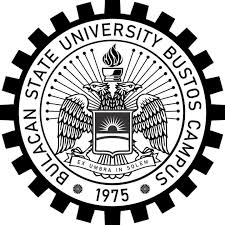 BULACAN STATE UNIVERSITY BUSTOS CAMPUS
EX UMBRA IN SOLEM
1975